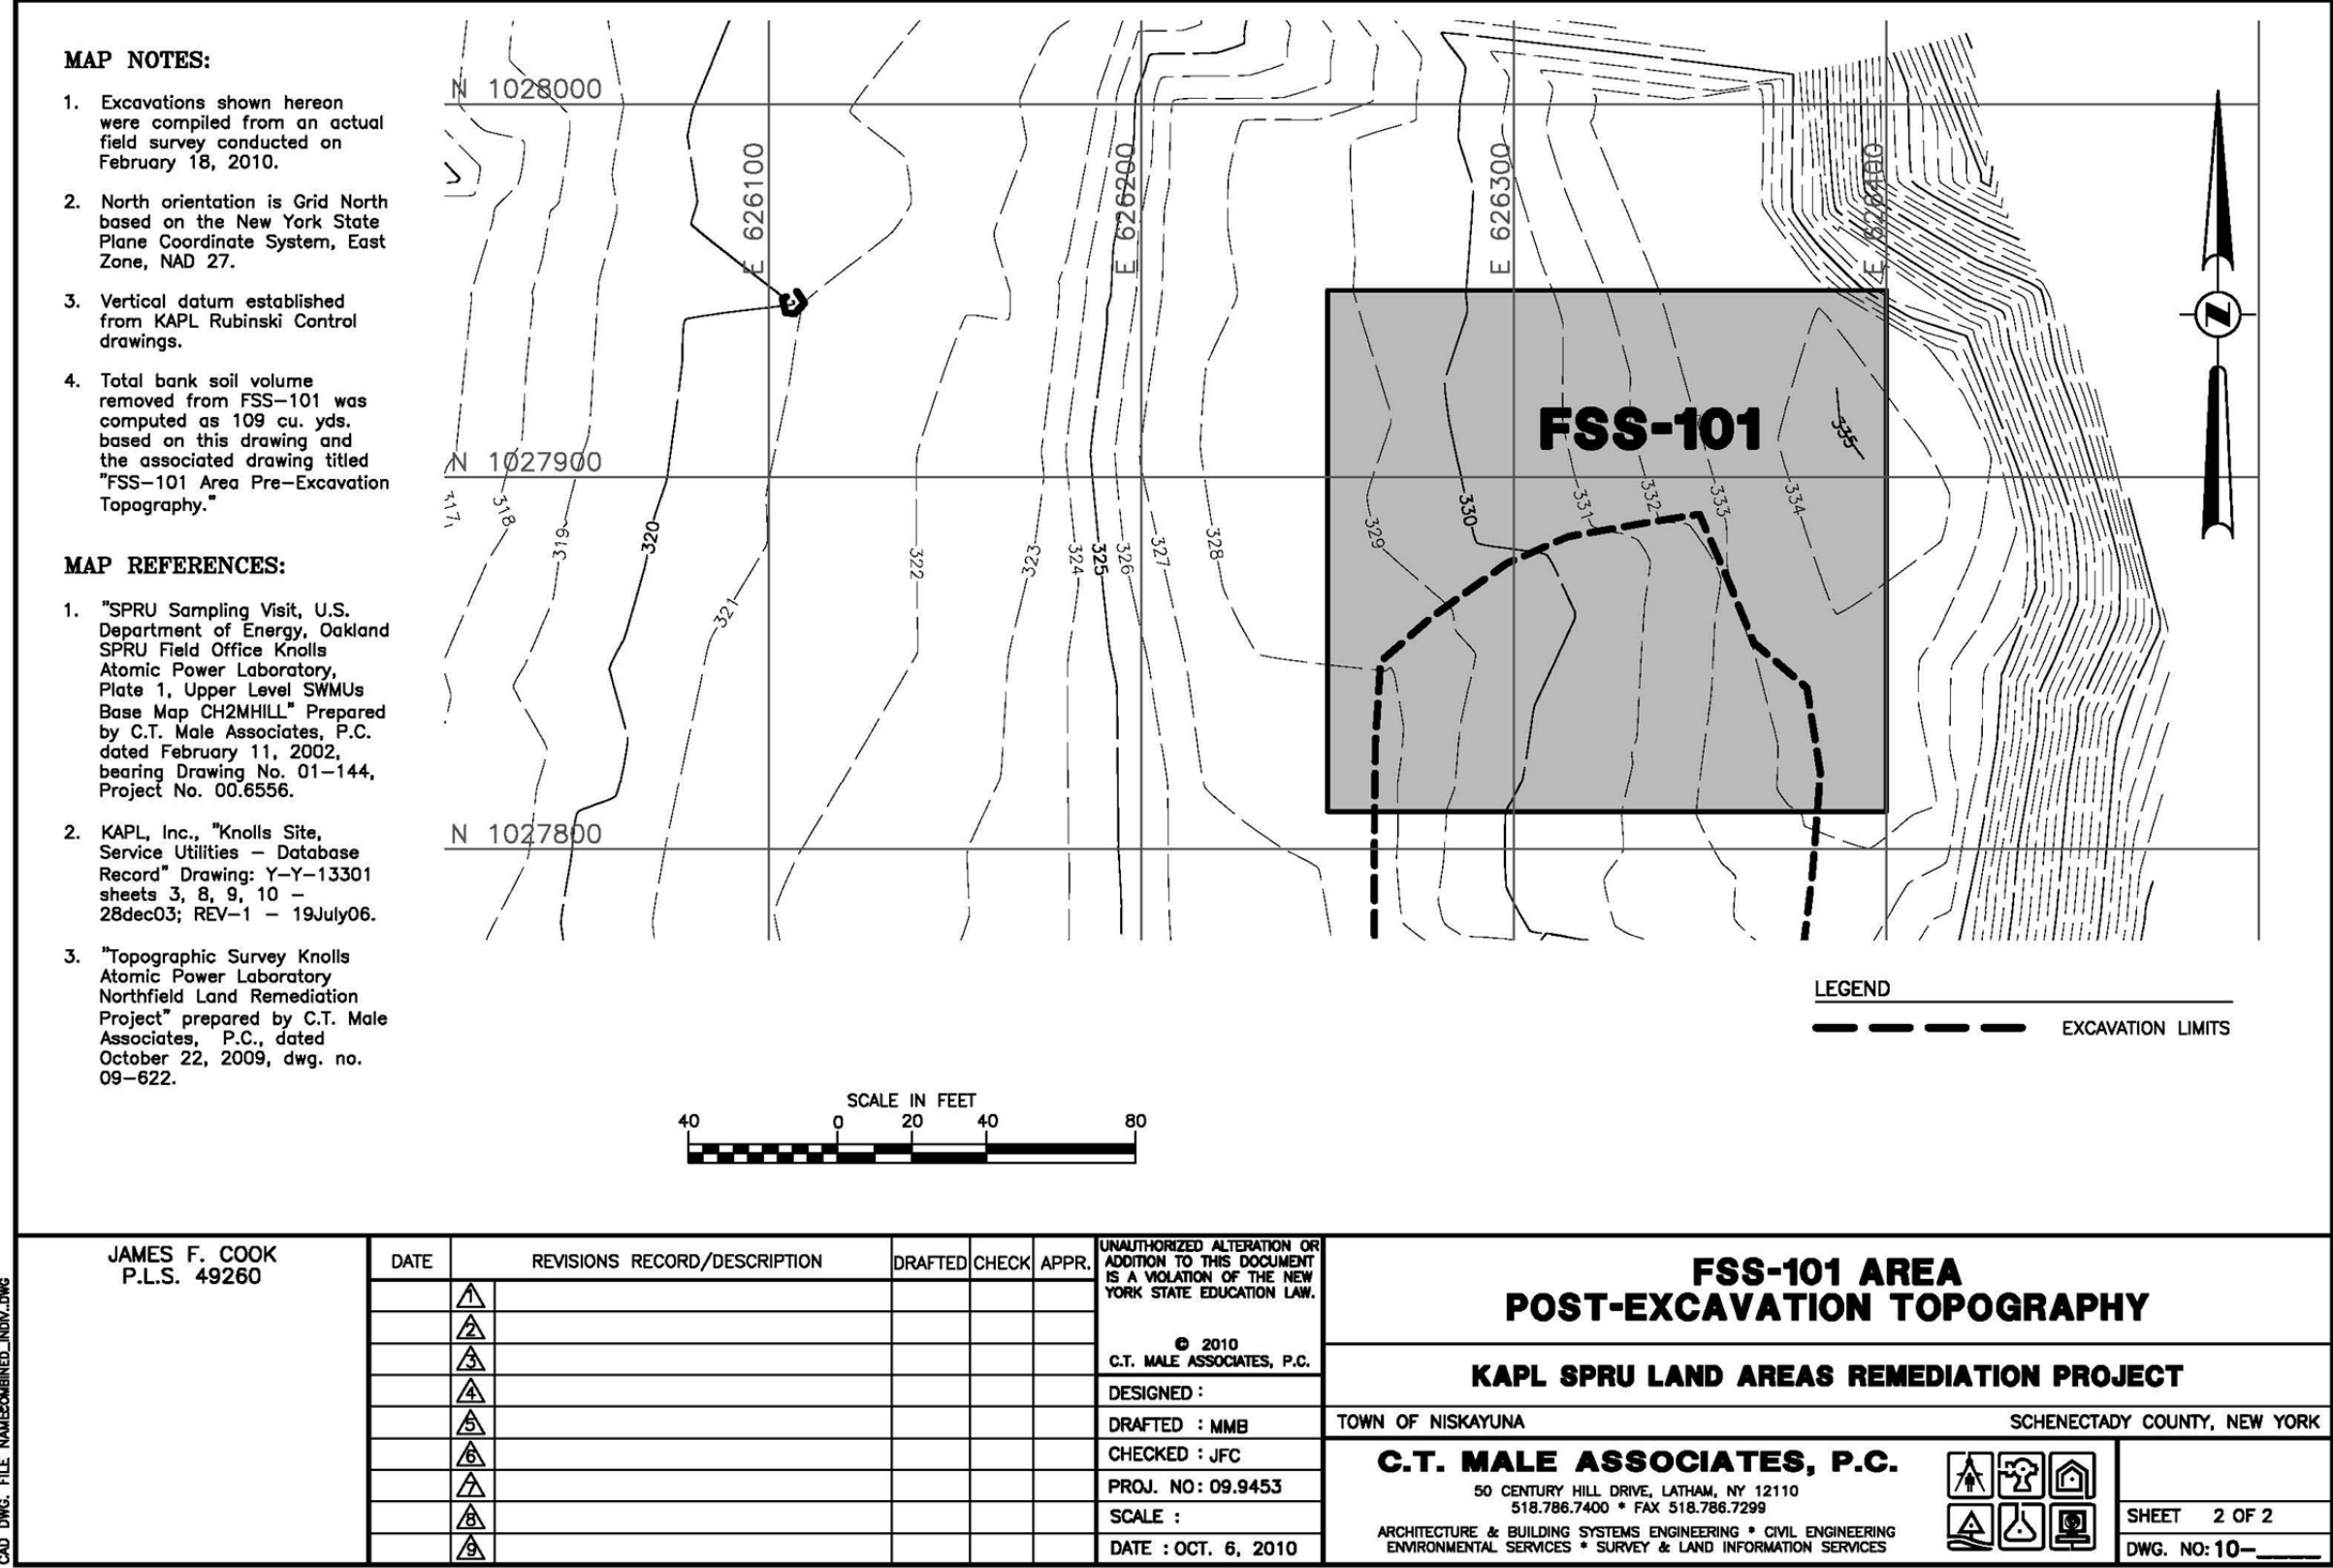 MAP NOTES:
1. Excavations shown hereon
were compiled from an actual
field survey conducted on
February 18, 2010.
2. North orientation is Grid North
based on the New York State
Plane Coordinate System, East
Zone, NAD 27.
3. Vertical datum established
from KAPL Rubinski Control
drawings.
4. Total bank soil volume
removed from FSS-101 was
computed as 109 cu. yds.
based on this drawing and
the associated drawing titled
"FSS-101 Area Pre-Excavation
Topography."
MAP REFERENCES:
1. "SPRU Sampling Visit, U.S.
Department of Energy, Oakland
SPRU Field Office Knolls
Atomic Power Laboratory,
Plate 1, Upper Level SWMUs
Base Map CH2MHILL" Prepared
by C.T. Male Associates, P.C.
dated February 11, 2002,
bearing Drawing No. 01-144,
Project No. 00.6556.
2. KAPL, Inc., "Knolls Site,
Service Utilities - Database
Record" Drawing: Y-Y-13301
sheets 3, 8, 9, 10 -
28dec03; REV-1 - 19July06.
3. "Topographic Survey Knolls
Atomic Power Laboratory
Northfield Land Remediation
Project" prepared by C.T. Male
Associates, P.C., dated
October 22, 2009, dwg. no.
09-622.
N 1028000
N 1027900
N 1027800
E 626100
E 626200
E 626300
E 626400
FSS-101
317
318
319
320
321
322
323
324
325
326
327
328
329
330
331
332
333
334
335
N
LEGEND
EXCAVATION LIMITS
SCALE IN FEET
40 0 20 40 80
JAMES F. COOK
P.L.S. 49260
DATE REVISIONS RECORD/DESCRIPTION DRAFTED CHECK APPR.
1
2
3
4
5
6
7
8
9
UNAUTHORIZED ALTERATION OR
ADDITION TO THIS DOCUMENT
IS A VIOLATION OF THE NEW
YORK STATE EDUCATION LAW.
© 2010
C.T. MALE ASSOCIATES, P.C.
DESIGNED :
DRAFTED : MMB
CHECKED : JFC
PROJ. NO: 09.9453
SCALE :
DATE : OCT. 6, 2010
FSS-101 AREA
POST-EXCAVATION TOPOGRAPHY
KAPL SPRU LAND AREAS REMEDIATION PROJECT
TOWN OF NISKAYUNA SCHENECTADY COUNTY, NEW YORK
C.T. MALE ASSOCIATES, P.C.
50 CENTURY HILL DRIVE, LATHAM, NY 12110
518.786.7400 * FAX 518.786.7299
ARCHITECTURE & BUILDING SYSTEMS ENGINEERING * CIVIL ENGINEERING
ENVIRONMENTAL SERVICES * SURVEY & LAND INFORMATION SERVICES
SHEET 2 OF 2
DWG. NO: 10-
CAD DWG. FILE